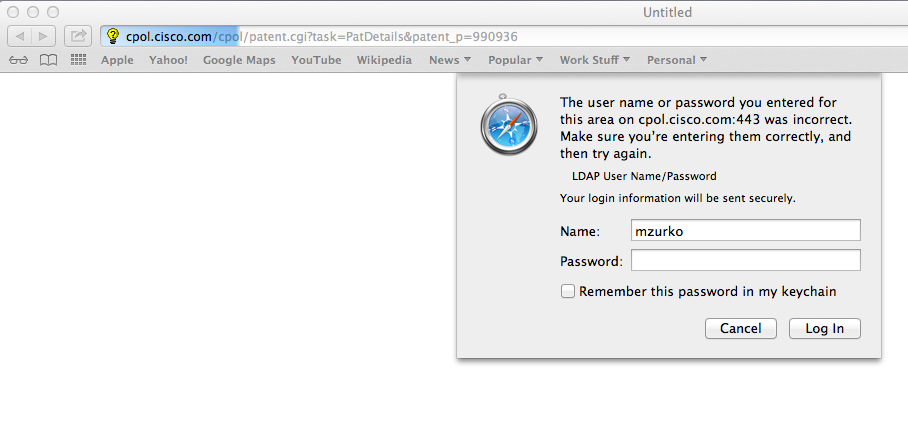 Untitled
cpol.cisco.com/cpol/patent.cgi?task=PatDetails&patent_p=990936
Apple Yahoo! Google Maps YouTube Wikipedia News Popular Work Stuff Personal
The user name or password you entered for
this area on cpol.cisco.com:443 was incorrect.
Make sure you're entering them correctly, and
then try again.
LDAP User Name/Password
Your login information will be sent securely.
Name: mzurko
Password:
Remember this password in my keychain
Cancel Log In